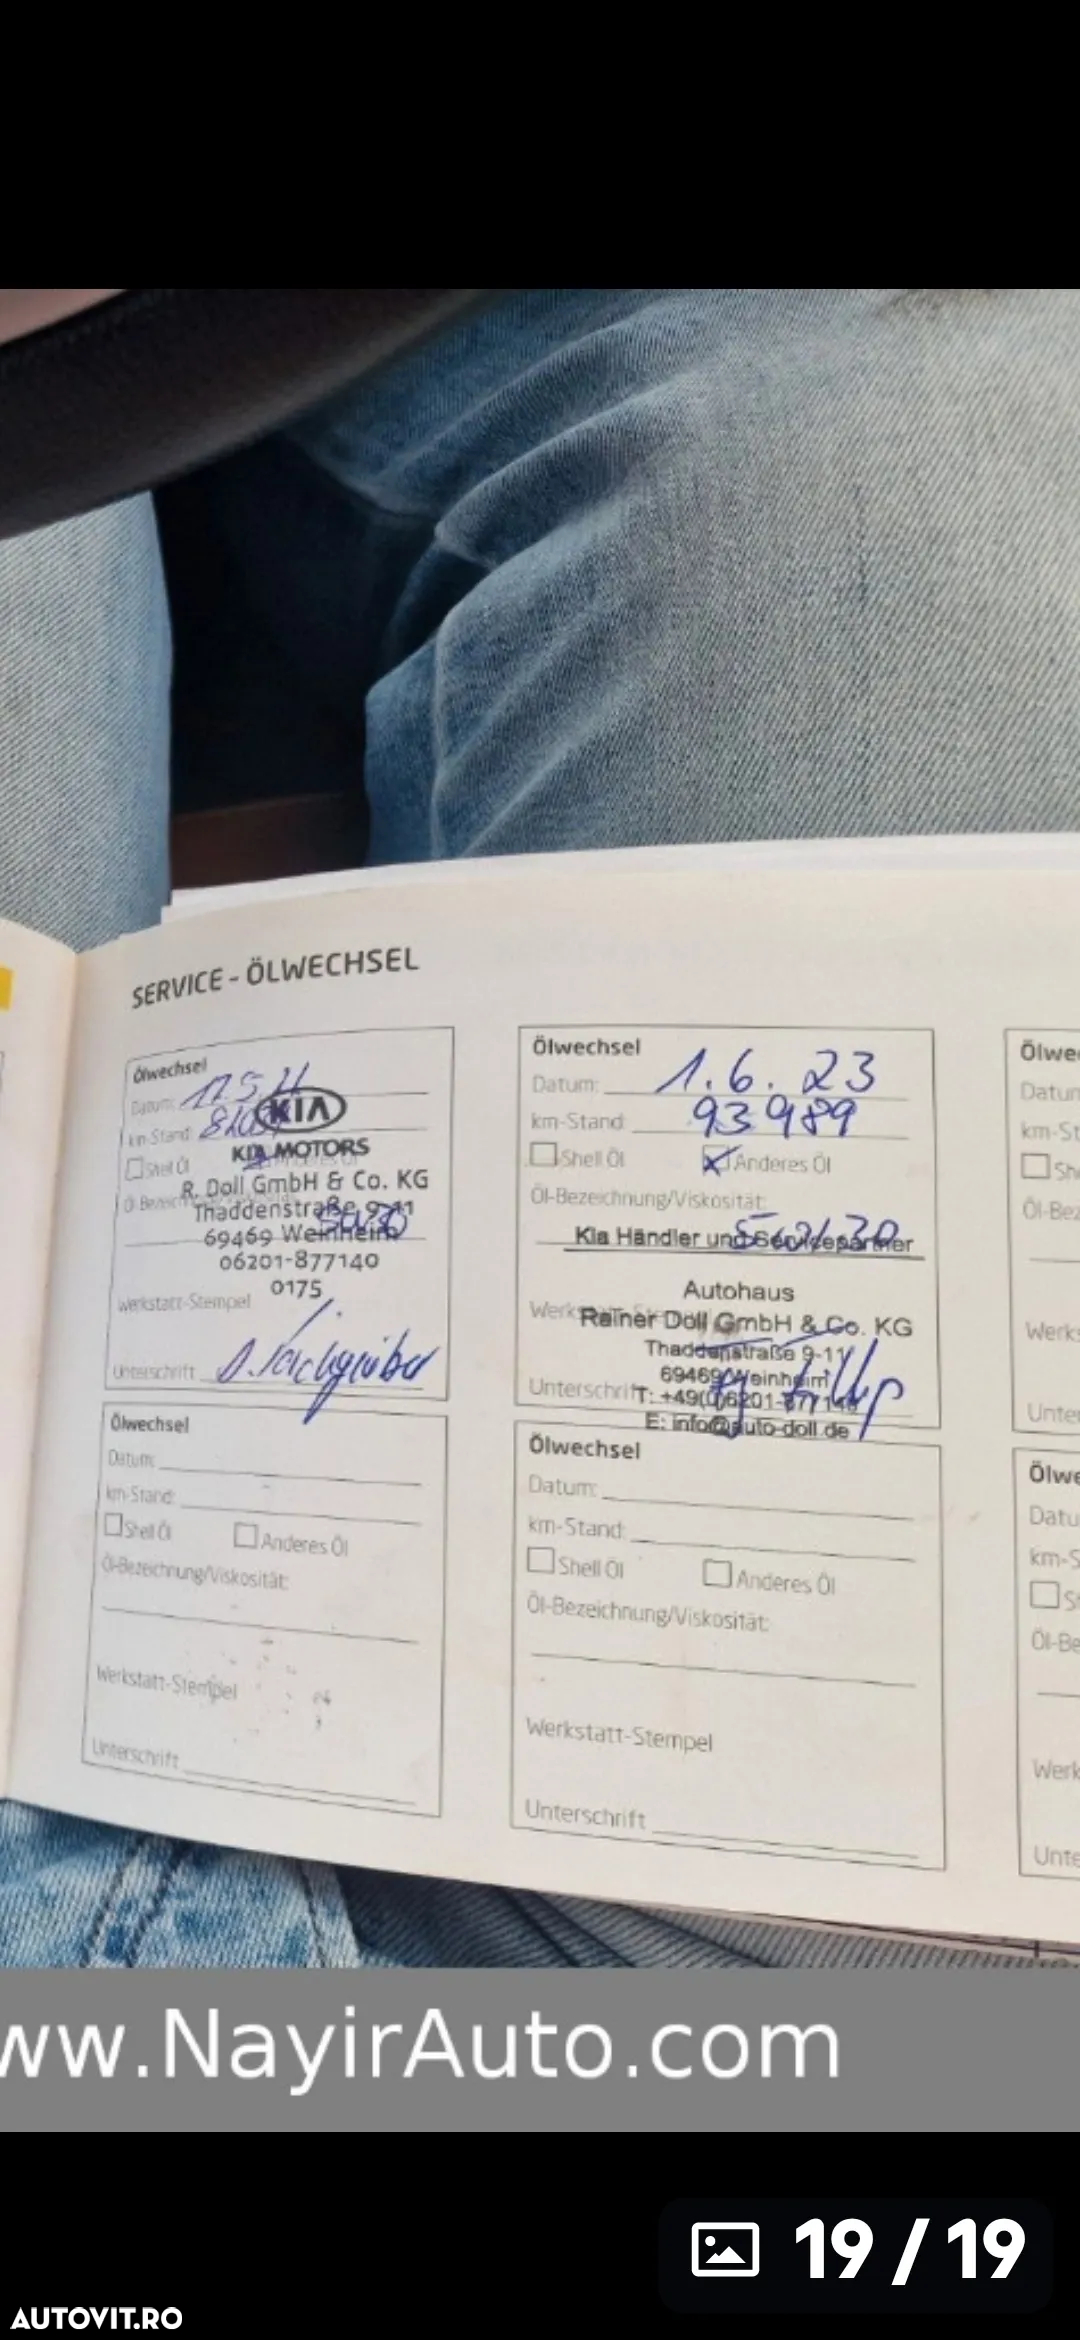 SERVICE - ÖLWECHSEL
Ölwechsel
Datum:
km-Stand:
Shell Öl
KIA
KIA MOTORS
R. Doll GmbH & Co. KG
Thaddenstraße 9-11
69469 Weinheim
06201-877140
0175
Werkstatt-Stempel
Unterschrift
Ölwechsel
Datum: 1.6.23
km-Stand: 93989
Shell Öl
Anderes Öl
Öl-Bezeichnung/Viskosität:
5W30
Kia Händler und Servicepartner
Autohaus
Rainer Doll GmbH & Co. KG
Thaddenstraße 9-11
69469 Weinheim
T: +49(0)6201-877140
E: info@auto-doll.de
Unterschrift
Ölwechsel
Datum:
km-Stand:
Shell Öl
Anderes Öl
Öl-Bezeichnung/Viskosität:
Werkstatt-Stempel
Unterschrift
Ölwechsel
Datum:
km-Stand:
Shell Öl
Anderes Öl
Öl-Bezeichnung/Viskosität:
Werkstatt-Stempel
Unterschrift
ww.NayirAuto.com
19 / 19
AUTOVIT.RO